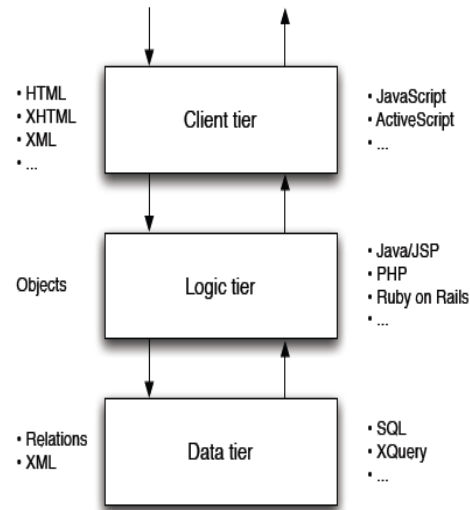 • HTML
• XHTML
• XML
• ...
Client tier
• JavaScript
• ActiveScript
• ...
Objects
Logic tier
• Java/JSP
• PHP
• Ruby on Rails
• ...
• Relations
• XML
Data tier
• SQL
• XQuery
• ...